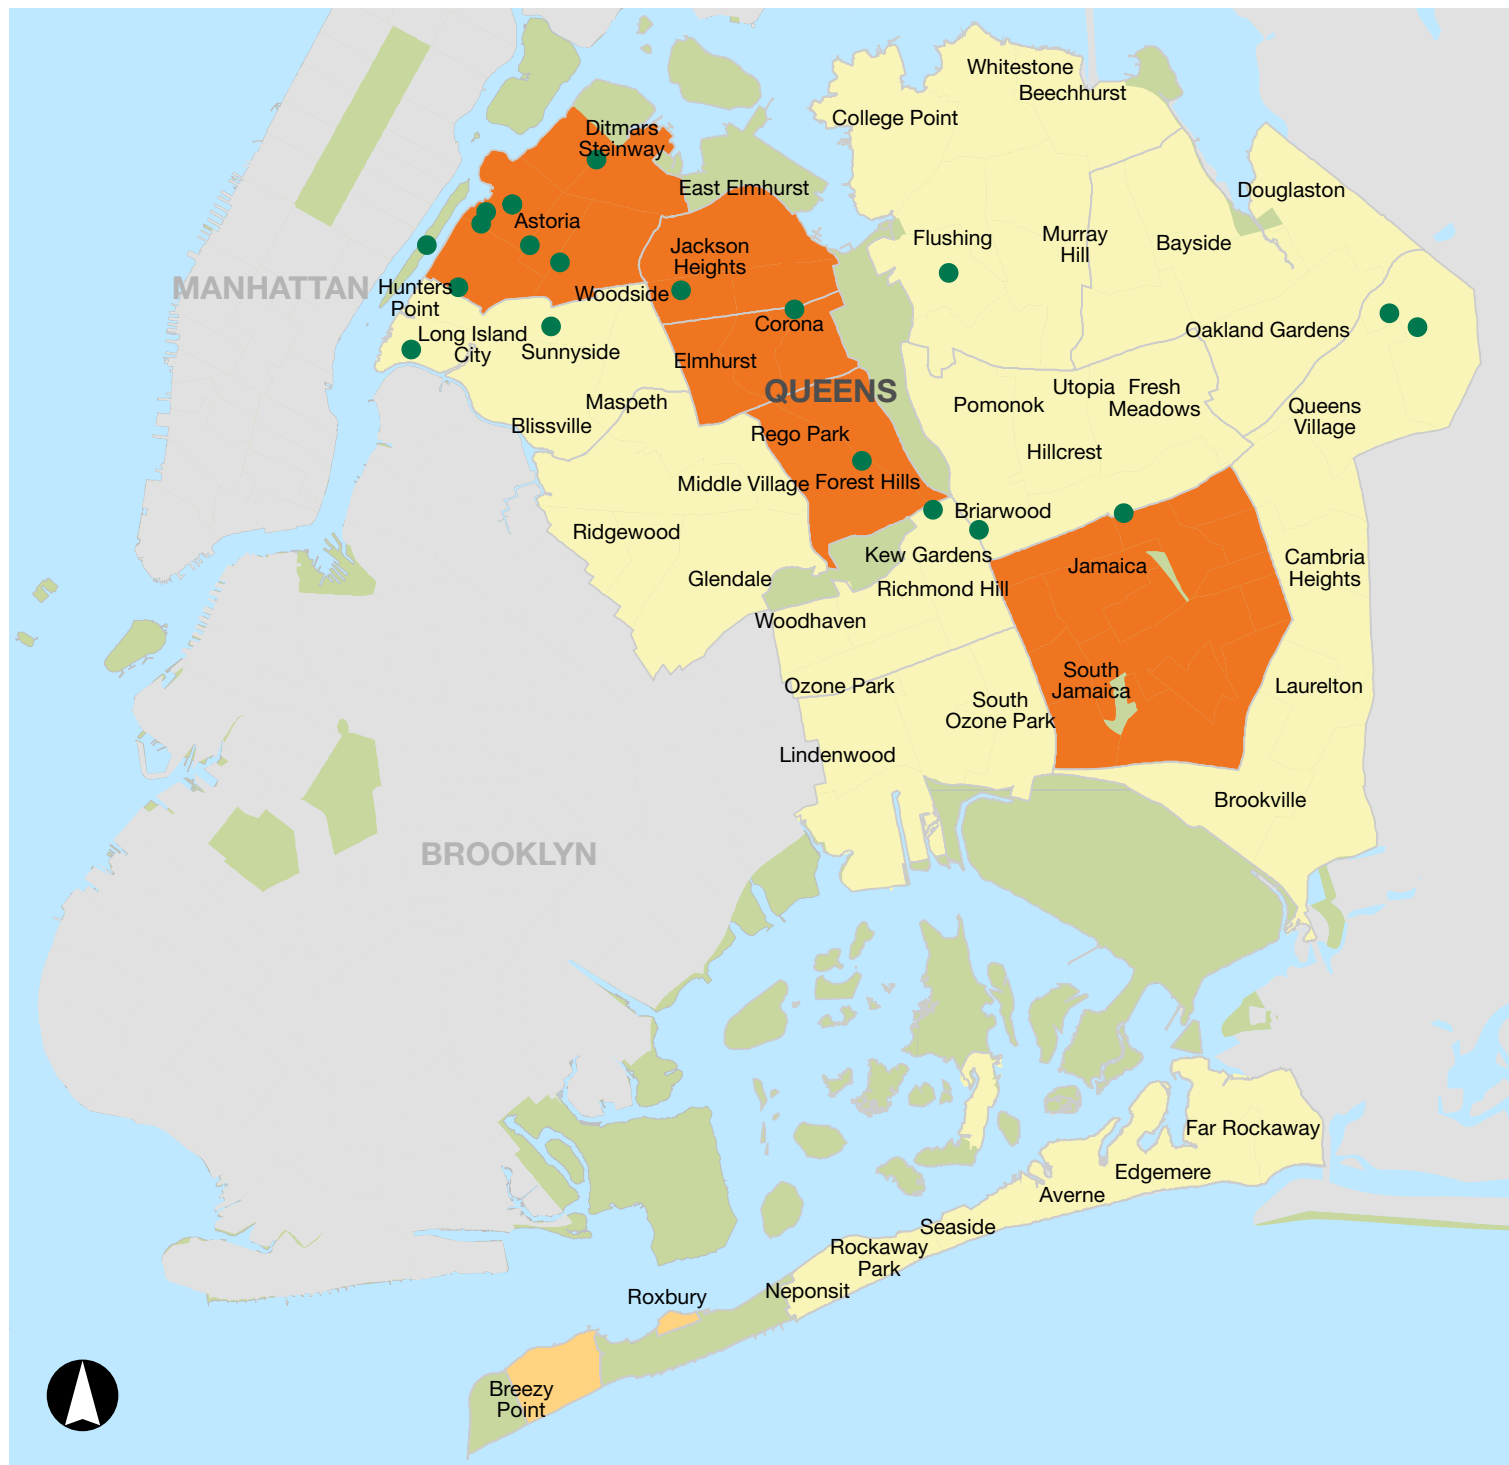 Whitestone
Beechhurst
College Point
Ditmars
Steinway
East Elmhurst
Douglaston
Astoria
Flushing
Murray
Hill
Bayside
Jackson
Heights
MANHATTAN
Hunters
Point
Woodside
Corona
Long Island
City
Sunnyside
Oakland Gardens
Elmhurst
QUEENS
Maspeth
Utopia
Fresh
Meadows
Pomonok
Queens
Village
Blissville
Rego Park
Hillcrest
Middle Village
Forest Hills
Briarwood
Ridgewood
Kew Gardens
Jamaica
Cambria
Heights
Glendale
Richmond Hill
Woodhaven
South
Jamaica
Ozone Park
Laurelton
South
Ozone Park
Lindenwood
Brookville
BROOKLYN
Far Rockaway
Edgemere
Averne
Seaside
Rockaway
Park
Neponsit
Roxbury
Breezy
Point